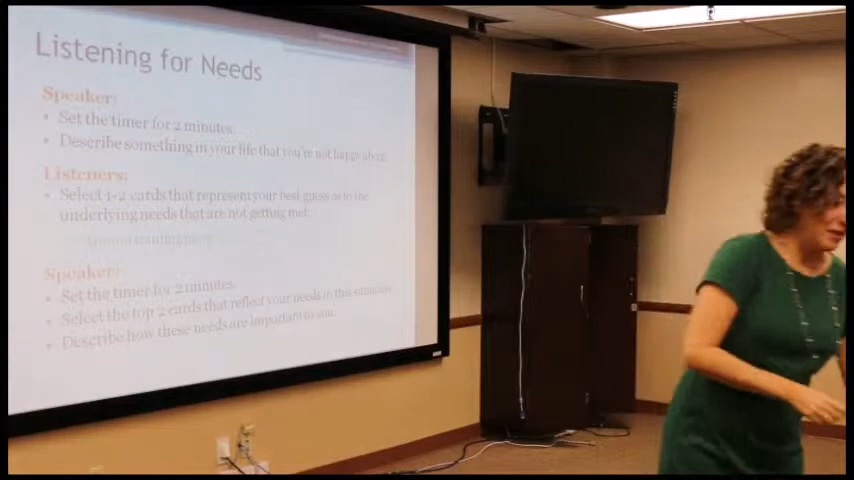 Listening for Needs
Speaker:
• Set the timer for 2 minutes.
• Describe something in your life that you're not happy about.
Listeners:
• Select 1-2 cards that represent your best guess as to the
underlying needs that are not getting met.
Speaker:
• Set the timer for 2 minutes.
• Select the top 2 cards that reflect your needs in this situation.
• Describe how these needs are important to you.